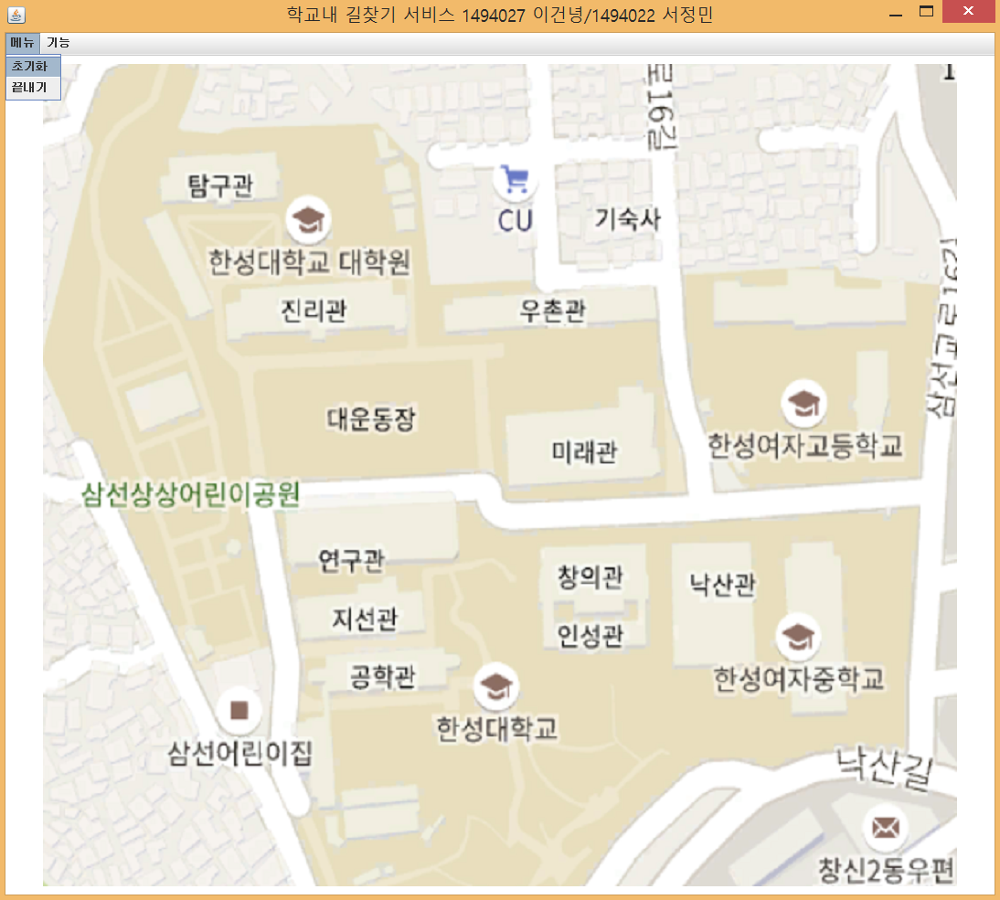 학교내 길찾기 서비스 1494027 이건녕/1494022 서정민
메뉴 기능
초기화
끝내기
로16길
1
탐구관
CU
기숙사
한성대학교 대학원
진리관
우촌관
삼선교로16길
대운동장
미래관
한성여자고등학교
삼선상상어린이공원
연구관
창의관
낙산관
지선관
인성관
공학관
한성여자중학교
한성대학교
삼선어린이집
낙산길
창신2동우편